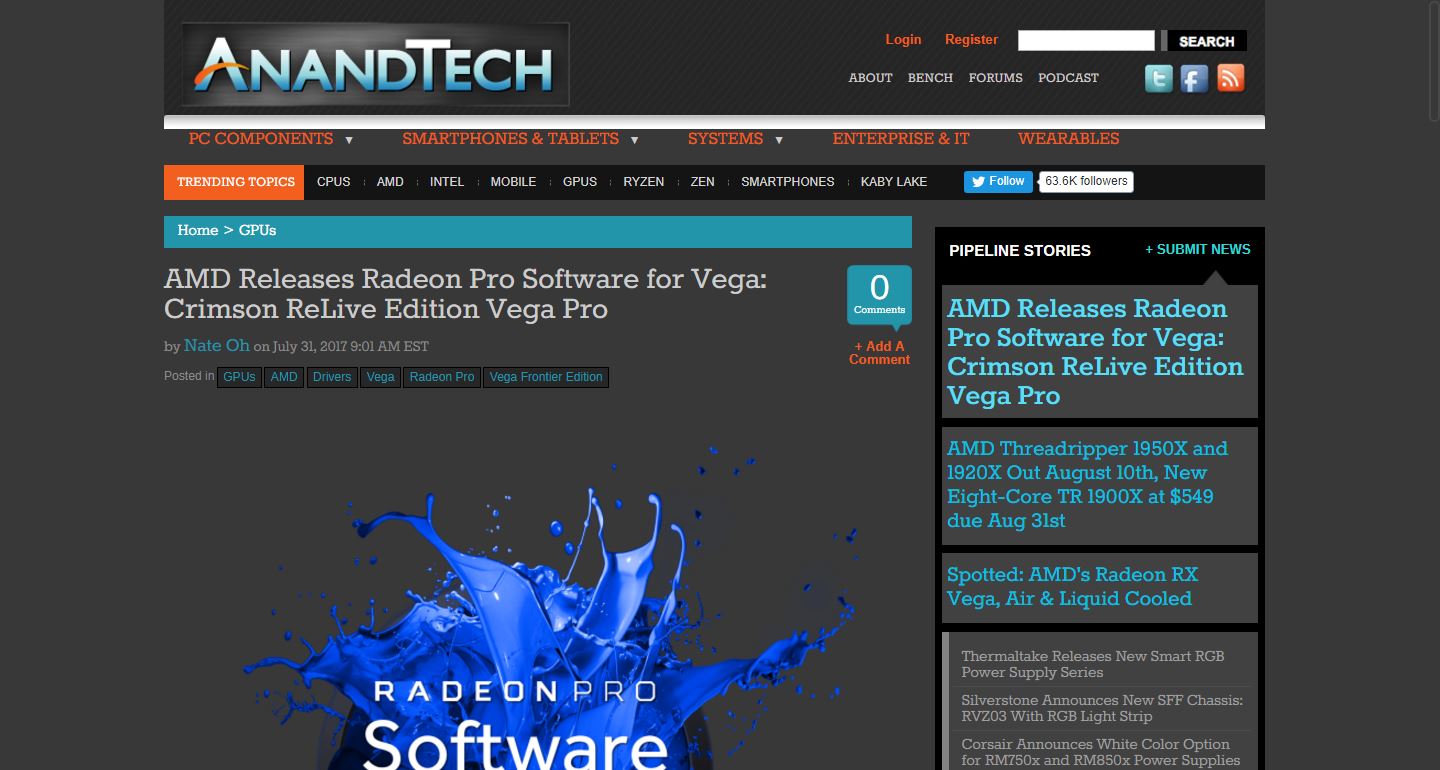 ANANDTECH
Login Register SEARCH
ABOUT BENCH FORUMS PODCAST
PC COMPONENTS ▼ SMARTPHONES & TABLETS ▼ SYSTEMS ▼ ENTERPRISE & IT WEARABLES
TRENDING TOPICS CPUS AMD INTEL MOBILE GPUS RYZEN ZEN SMARTPHONES KABY LAKE Follow 63.6K followers
Home > GPUs
AMD Releases Radeon Pro Software for Vega:
Crimson ReLive Edition Vega Pro
by Nate Oh on July 31, 2017 9:01 AM EST
Posted in GPUs AMD Drivers Vega Radeon Pro Vega Frontier Edition
0
Comments
+ Add A
Comment
RADEON PRO
Software
PIPELINE STORIES + SUBMIT NEWS
AMD Releases Radeon
Pro Software for Vega:
Crimson ReLive Edition
Vega Pro
AMD Threadripper 1950X and
1920X Out August 10th, New
Eight-Core TR 1900X at $549
due Aug 31st
Spotted: AMD's Radeon RX
Vega, Air & Liquid Cooled
Thermaltake Releases New Smart RGB
Power Supply Series
Silverstone Announces New SFF Chassis:
RVZ03 With RGB Light Strip
Corsair Announces White Color Option
for RM750x and RM850x Power Supplies